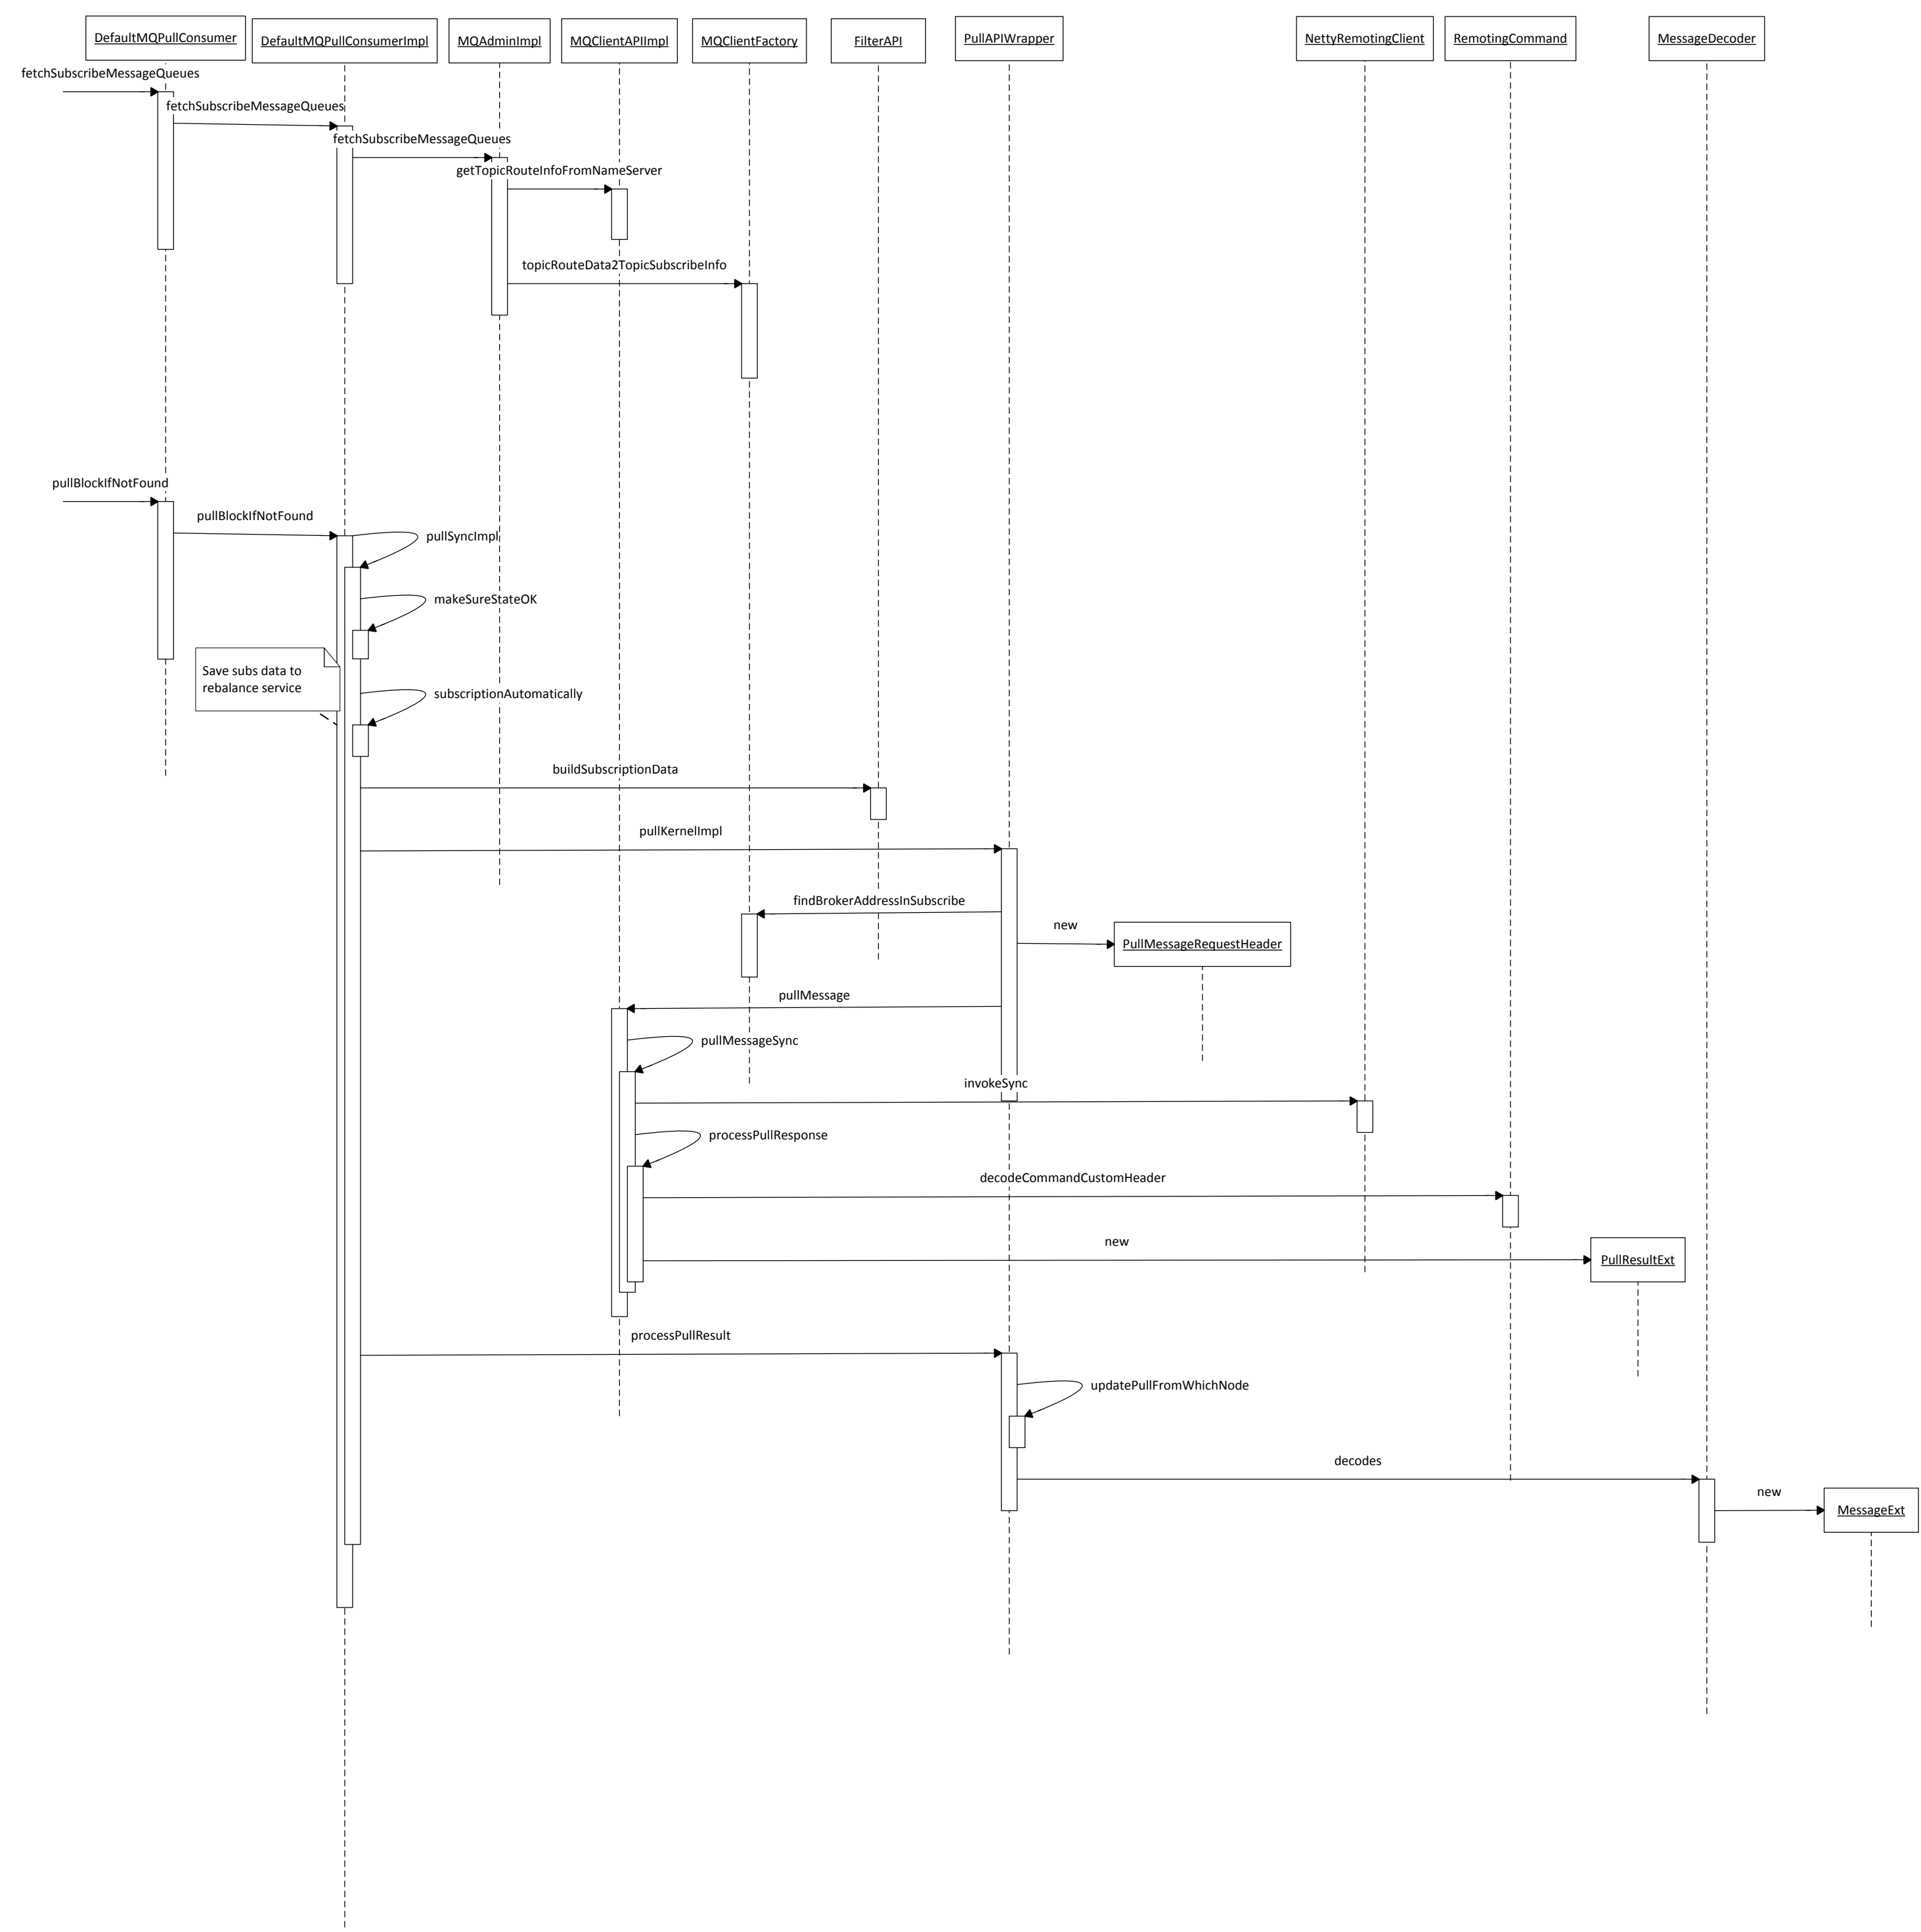 DefaultMQPullConsumer
DefaultMQPullConsumerImpl
MQAdminImpl
MQClientAPIImpl
MQClientFactory
FilterAPI
PullAPIWrapper
NettyRemotingClient
RemotingCommand
MessageDecoder
fetchSubscribeMessageQueues
fetchSubscribeMessageQueues
fetchSubscribeMessageQueues
getTopicRouteInfoFromNameServer
topicRouteData2TopicSubscribeInfo
pullBlockIfNotFound
pullBlockIfNotFound
pullSyncImpl
makeSureStateOK
Save subs data to
rebalance service
subscriptionAutomatically
buildSubscriptionData
pullKernelImpl
findBrokerAddressInSubscribe
new
PullMessageRequestHeader
pullMessage
pullMessageSync
invokeSync
processPullResponse
decodeCommandCustomHeader
new
PullResultExt
processPullResult
updatePullFromWhichNode
decodes
new
MessageExt